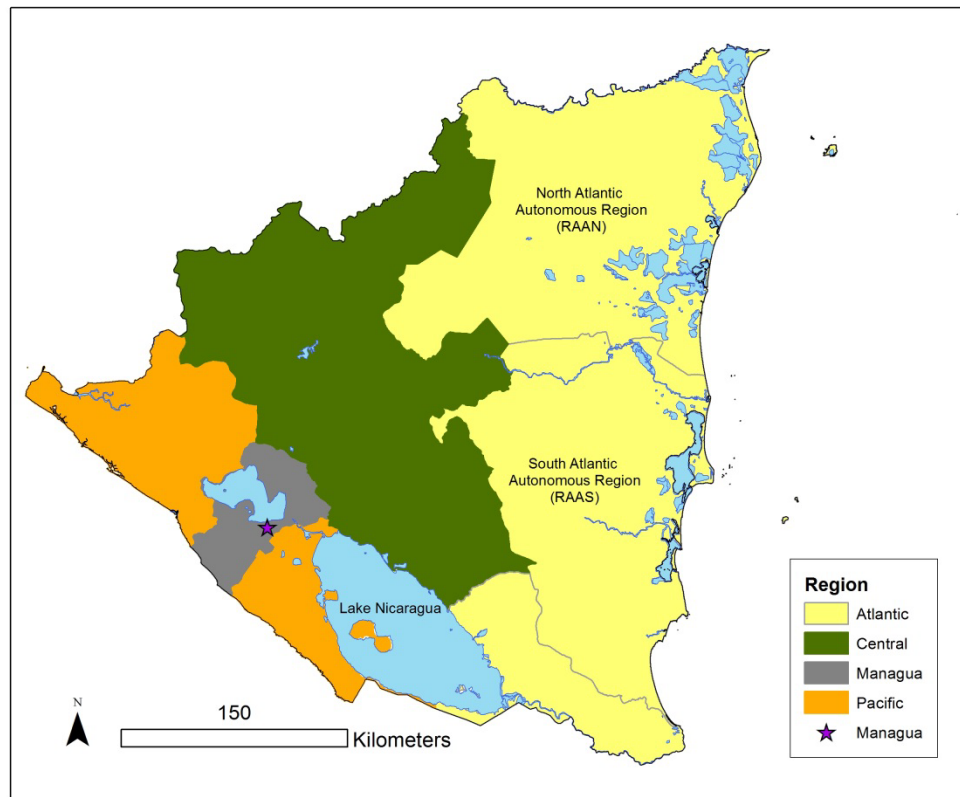 North Atlantic
Autonomous Region
(RAAN)
South Atlantic
Autonomous Region
(RAAS)
Lake Nicaragua
N
150
Kilometers
Region
Atlantic
Central
Managua
Pacific
Managua